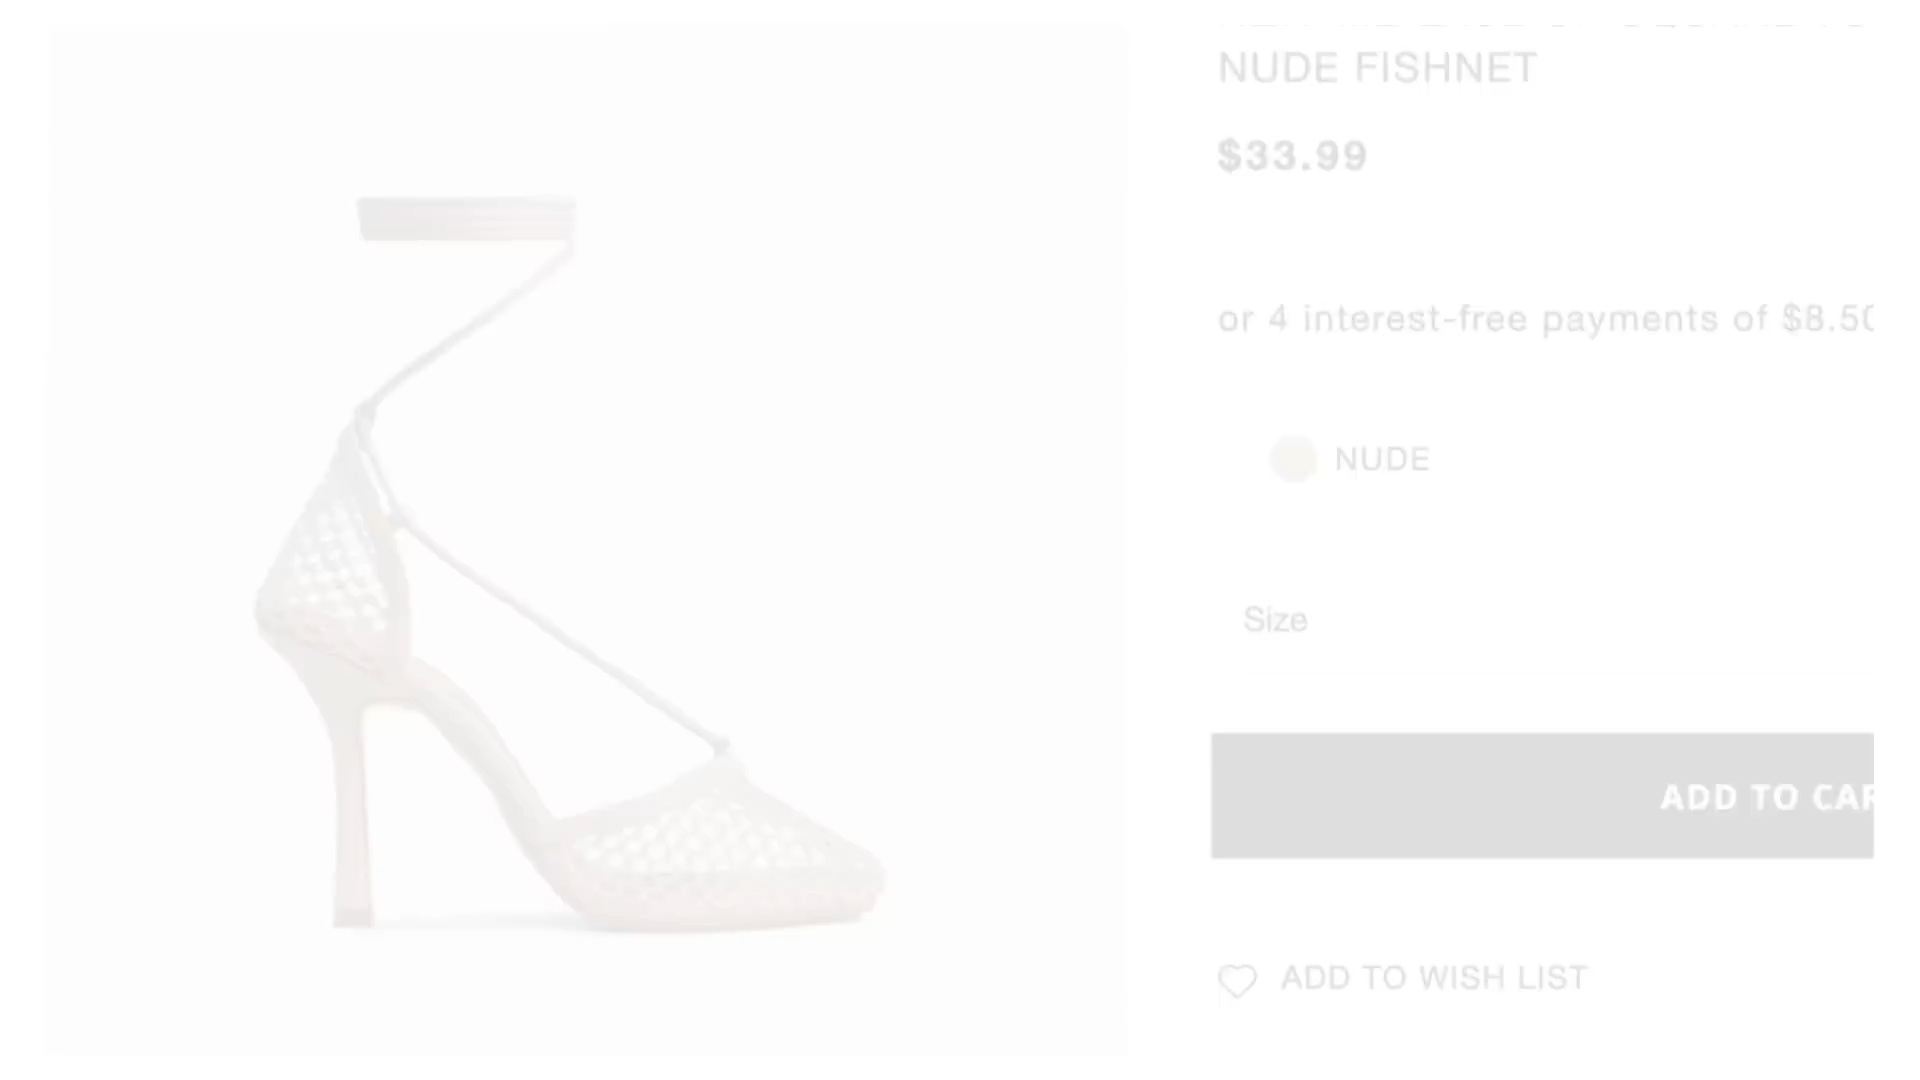 NUDE FISHNET
$33.99
or 4 interest-free payments of $8.50
NUDE
Size
ADD TO CAR
ADD TO WISH LIST